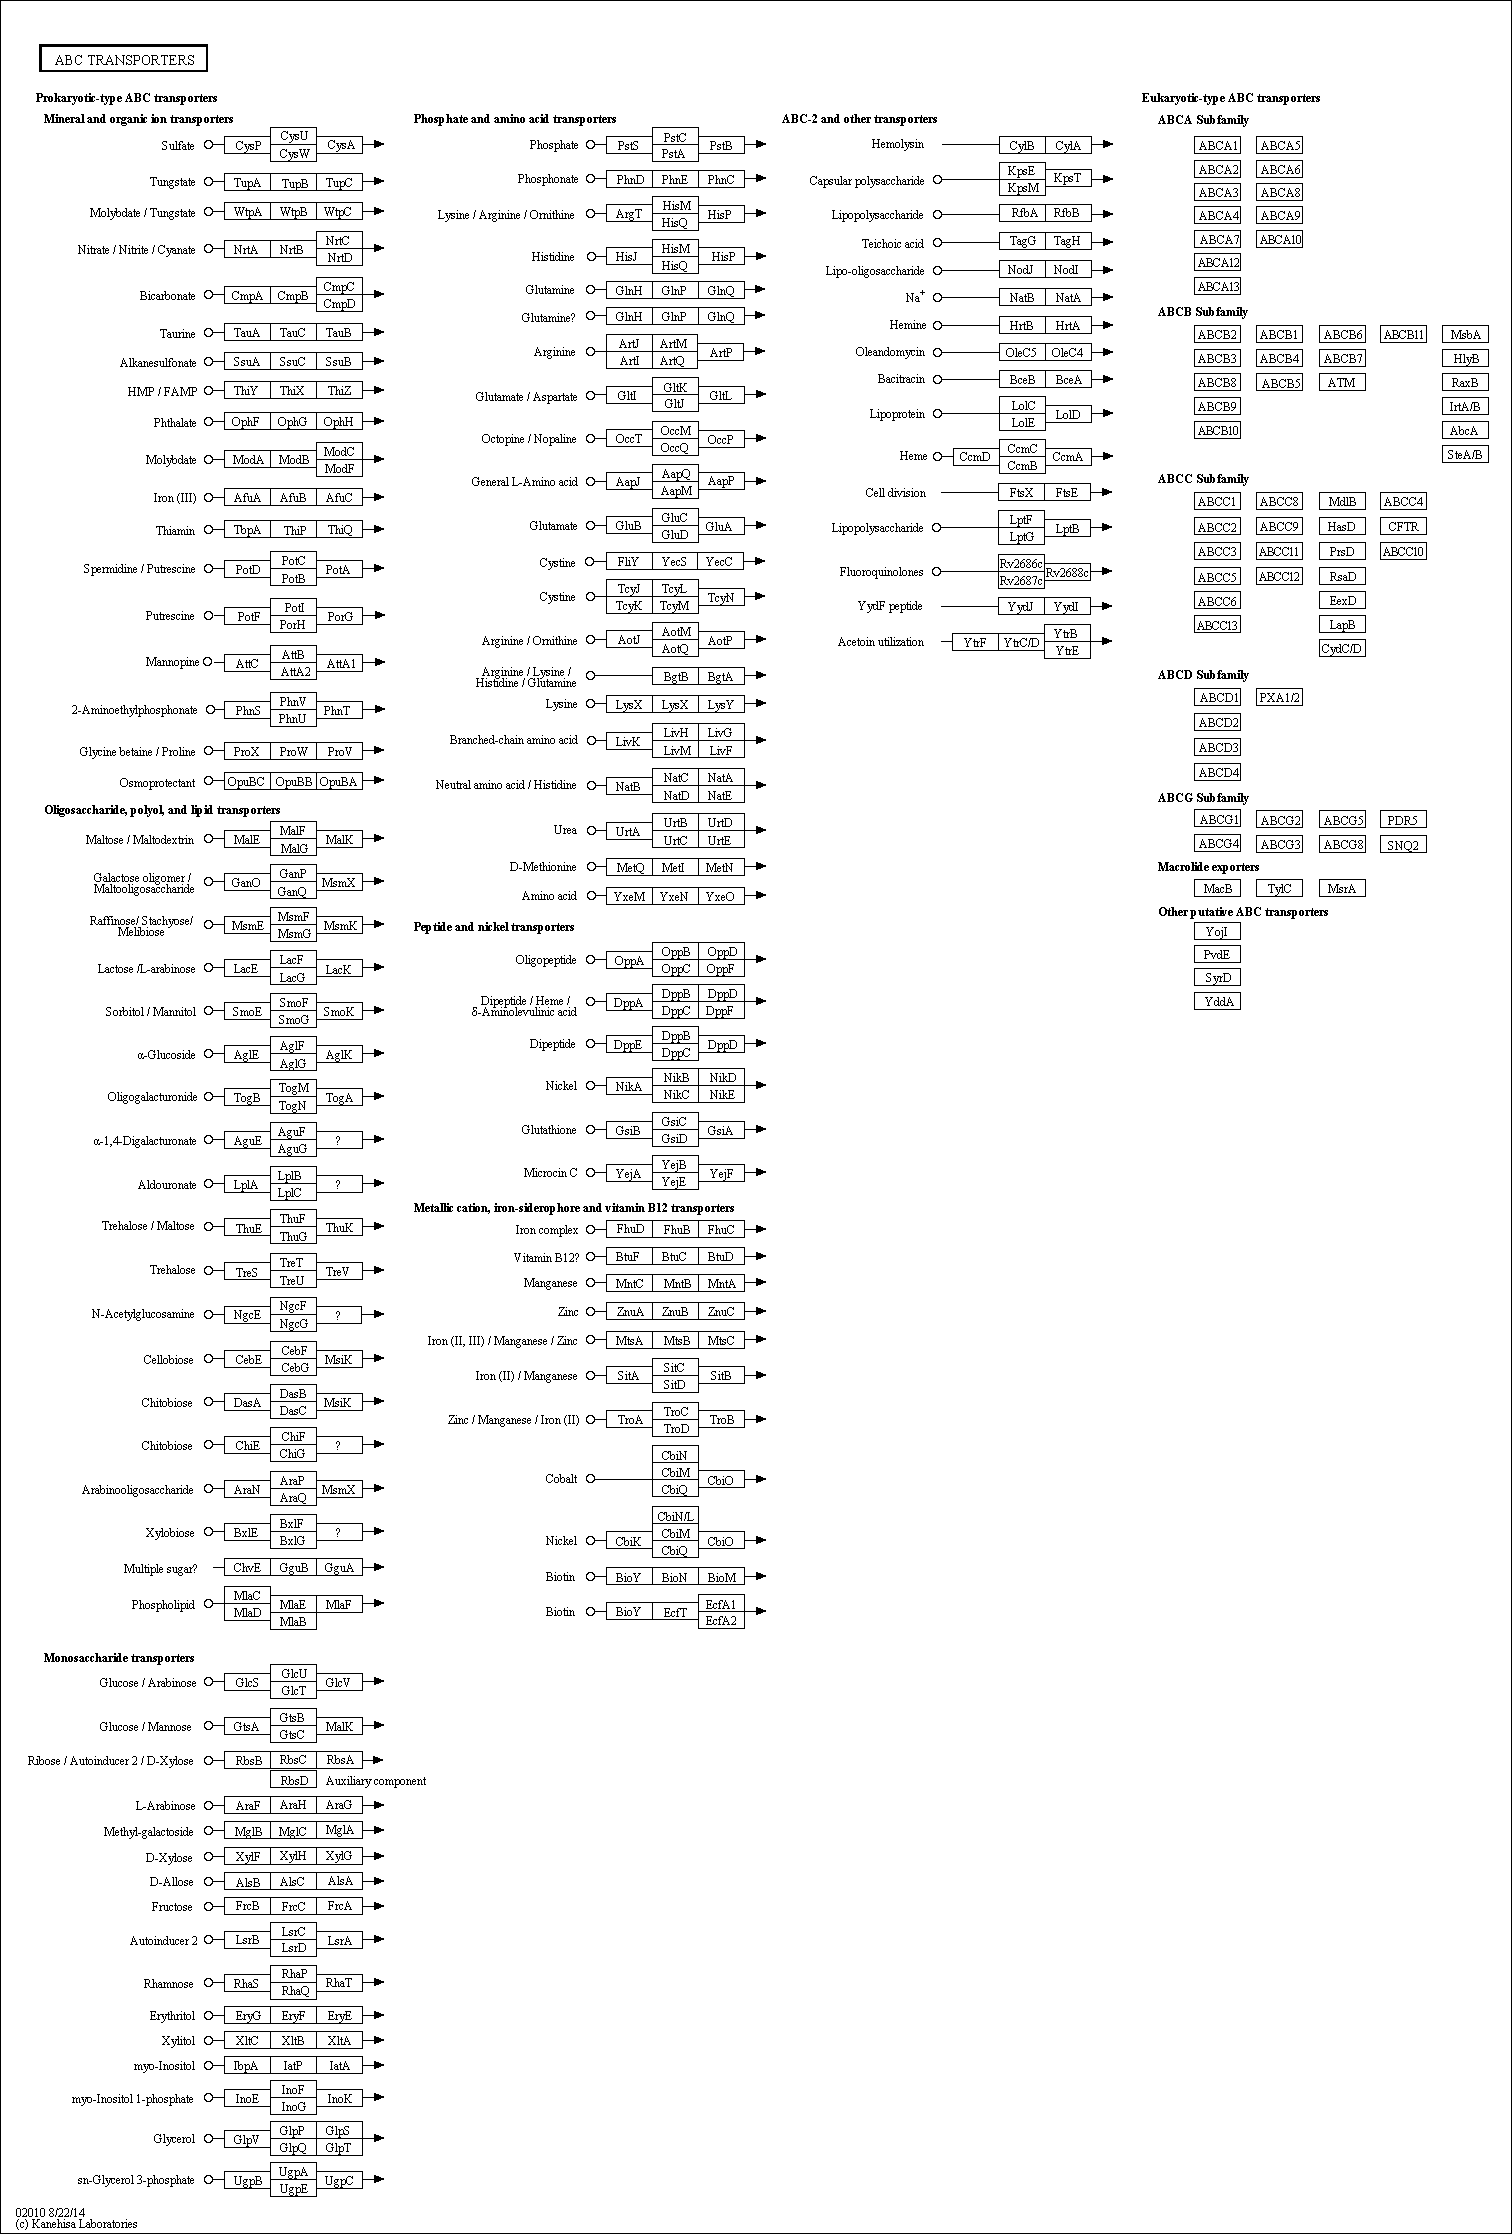 ABC TRANSPORTERS
Prokaryotic-type ABC transporters
Mineral and organic ion transporters
Sulfate CysP CysU CysA
CysW
Tungstate TupA TupB TupC
Molybdate / Tungstate WtpA WtpB WtpC
Nitrate / Nitrite / Cyanate NrtA NrtB NrtC
NrtD
Bicarbonate CmpA CmpB CmpC
CmpD
Taurine TauA TauC TauB
Alkanesulfonate SsuA SsuC SsuB
HMP / FAMP ThiY ThiX ThiZ
Phthalate OphF OphG OphH
Molybdate ModA ModB ModC
ModF
Iron (III) AfuA AfuB AfuC
Thiamin TbpA ThiP ThiQ
Spermidine / Putrescine PotD PotC PotA
PotB
Putrescine PotF PotI PorG
PorH
Mannopine AttC AttB AttA1
AttA2
2-Aminoethylphosphonate PhnS PhnV PhnT
PhnU
Glycine betaine / Proline ProX ProW ProV
Osmoprotectant OpuBC OpuBB OpuBA
Oligosaccharide, polyol, and lipid transporters
Maltose / Maltodextrin MalE MalF MalK
MalG
Galactose oligomer /
Maltooligosaccharide GanO GanP MsmX
GanQ
Raffinose/ Stachyose/
Melibiose MsmE MsmF MsmK
MsmG
Lactose /L-arabinose LacE LacF LacK
LacG
Sorbitol / Mannitol SmoE SmoF SmoK
SmoG
α-Glucoside AglE AglF AglK
AglG
Oligogalacturonide TogB TogM TogA
TogN
α-1,4-Digalacturonate AguE AguF ?
AguG
Aldouronate LplA LplB ?
LplC
Trehalose / Maltose ThuE ThuF ThuK
ThuG
Trehalose TreS TreT TreV
TreU
N-Acetylglucosamine NgcE NgcF ?
NgcG
Cellobiose CebE CebF MsiK
CebG
Chitobiose DasA DasB MsiK
DasC
Chitobiose ChiE ChiF ?
ChiG
Arabinooligosaccharide AraN AraP MsmX
AraQ
Xylobiose BxlE BxlF ?
BxlG
Multiple sugar? ChvE GguB GguA
Phospholipid MlaC MlaE MlaF
MlaD MlaB
Monosaccharide transporters
Glucose / Arabinose GlcS GlcU GlcV
GlcT
Glucose / Mannose GtsA GtsB MalK
GtsC
Ribose / Autoinducer 2 / D-Xylose RbsB RbsC RbsA
RbsD Auxiliary component
L-Arabinose AraF AraH AraG
Methyl-galactoside MglB MglC MglA
D-Xylose XylF XylH XylG
D-Allose AlsB AlsC AlsA
Fructose FrcB FrcC FrcA
Autoinducer 2 LsrB LsrC LsrA
LsrD
Rhamnose RhaS RhaP RhaT
RhaQ
Erythritol EryG EryF EryE
Xylitol XltC XltB XltA
myo-Inositol IbpA IatP IatA
myo-Inositol 1-phosphate InoE InoF InoK
InoG
Glycerol GlpV GlpP GlpS
GlpQ GlpT
sn-Glycerol 3-phosphate UgpB UgpA UgpC
UgpE
Phosphate and amino acid transporters
Phosphate PstS PstC PstB
PstA
Phosphonate PhnD PhnE PhnC
Lysine / Arginine / Ornithine ArgT HisM HisP
HisQ
Histidine HisJ HisM HisP
HisQ
Glutamine GlnH GlnP GlnQ
Glutamine? GlnH GlnP GlnQ
Arginine ArtJ ArtM ArtP
ArtI ArtQ
Glutamate / Aspartate GltI GltK GltL
GltJ
Octopine / Nopaline OccT OccM OccP
OccQ
General L-Amino acid AapJ AapQ AapP
AapM
Glutamate GluB GluC GluA
GluD
Cystine FliY YecS YecC
Cystine TcyJ TcyL TcyN
TcyK TcyM
Arginine / Ornithine AotJ AotM AotP
AotQ
Arginine / Lysine /
Histidine / Glutamine BgtB BgtA
Lysine LysX LysX LysY
Branched-chain amino acid LivK LivH LivG
LivM LivF
Neutral amino acid / Histidine NatB NatC NatA
NatD NatE
Urea UrtA UrtB UrtD
UrtC UrtE
D-Methionine MetQ MetI MetN
Amino acid YxeM YxeN YxeO
Peptide and nickel transporters
Oligopeptide OppA OppB OppD
OppC OppF
Dipeptide / Heme /
δ-Aminolevulinic acid DppA DppB DppD
DppC DppF
Dipeptide DppE DppB DppD
DppC
Nickel NikA NikB NikD
NikC NikE
Glutathione GsiB GsiC GsiA
GsiD
Microcin C YejA YejB YejF
YejE
Metallic cation, iron-siderophore and vitamin B12 transporters
Iron complex FhuD FhuB FhuC
Vitamin B12? BtuF BtuC BtuD
Manganese MntC MntB MntA
Zinc ZnuA ZnuB ZnuC
Iron (II, III) / Manganese / Zinc MtsA MtsB MtsC
Iron (II) / Manganese SitA SitC SitB
SitD
Zinc / Manganese / Iron (II) TroA TroC TroB
TroD
Cobalt CbiN
CbiM CbiO
CbiQ
Nickel CbiK CbiN/L
CbiM CbiO
CbiQ
Biotin BioY BioN BioM
Biotin BioY EcfT EcfA1
EcfA2
ABC-2 and other transporters
Hemolysin CylB CylA
Capsular polysaccharide KpsE KpsT
KpsM
Lipopolysaccharide RfbA RfbB
Teichoic acid TagG TagH
Lipo-oligosaccharide NodJ NodI
Na+ NatB NatA
Hemine HrtB HrtA
Oleandomycin OleC5 OleC4
Bacitracin BceB BceA
Lipoprotein LolC LolD
LolE
Heme CcmD CcmC CcmA
CcmB
Cell division FtsX FtsE
Lipopolysaccharide LptF LptB
LptG
Fluoroquinolones Rv2686c Rv2688c
Rv2687c
YydF peptide YydJ YydI
Acetoin utilization YtrF YtrC/D YtrB
YtrE
Eukaryotic-type ABC transporters
ABCA Subfamily
ABCA1 ABCA5
ABCA2 ABCA6
ABCA3 ABCA8
ABCA4 ABCA9
ABCA7 ABCA10
ABCA12
ABCA13
ABCB Subfamily
ABCB2 ABCB1 ABCB6 ABCB11 MsbA
ABCB3 ABCB4 ABCB7 HlyB
ABCB8 ABCB5 ATM RaxB
ABCB9 IrtA/B
ABCB10 AbcA
SteA/B
ABCC Subfamily
ABCC1 ABCC8 MdlB ABCC4
ABCC2 ABCC9 HasD CFTR
ABCC3 ABCC11 PrsD ABCC10
ABCC5 ABCC12 RsaD
ABCC6 EexD
ABCC13 LapB
CydC/D
ABCD Subfamily
ABCD1 PXA1/2
ABCD2
ABCD3
ABCD4
ABCG Subfamily
ABCG1 ABCG2 ABCG5 PDR5
ABCG4 ABCG3 ABCG8 SNQ2
Macrolide exporters
MacB TylC MsrA
Other putative ABC transporters
YojI
PvdE
SyrD
YddA
02010 8/22/14
(c) Kanehisa Laboratories